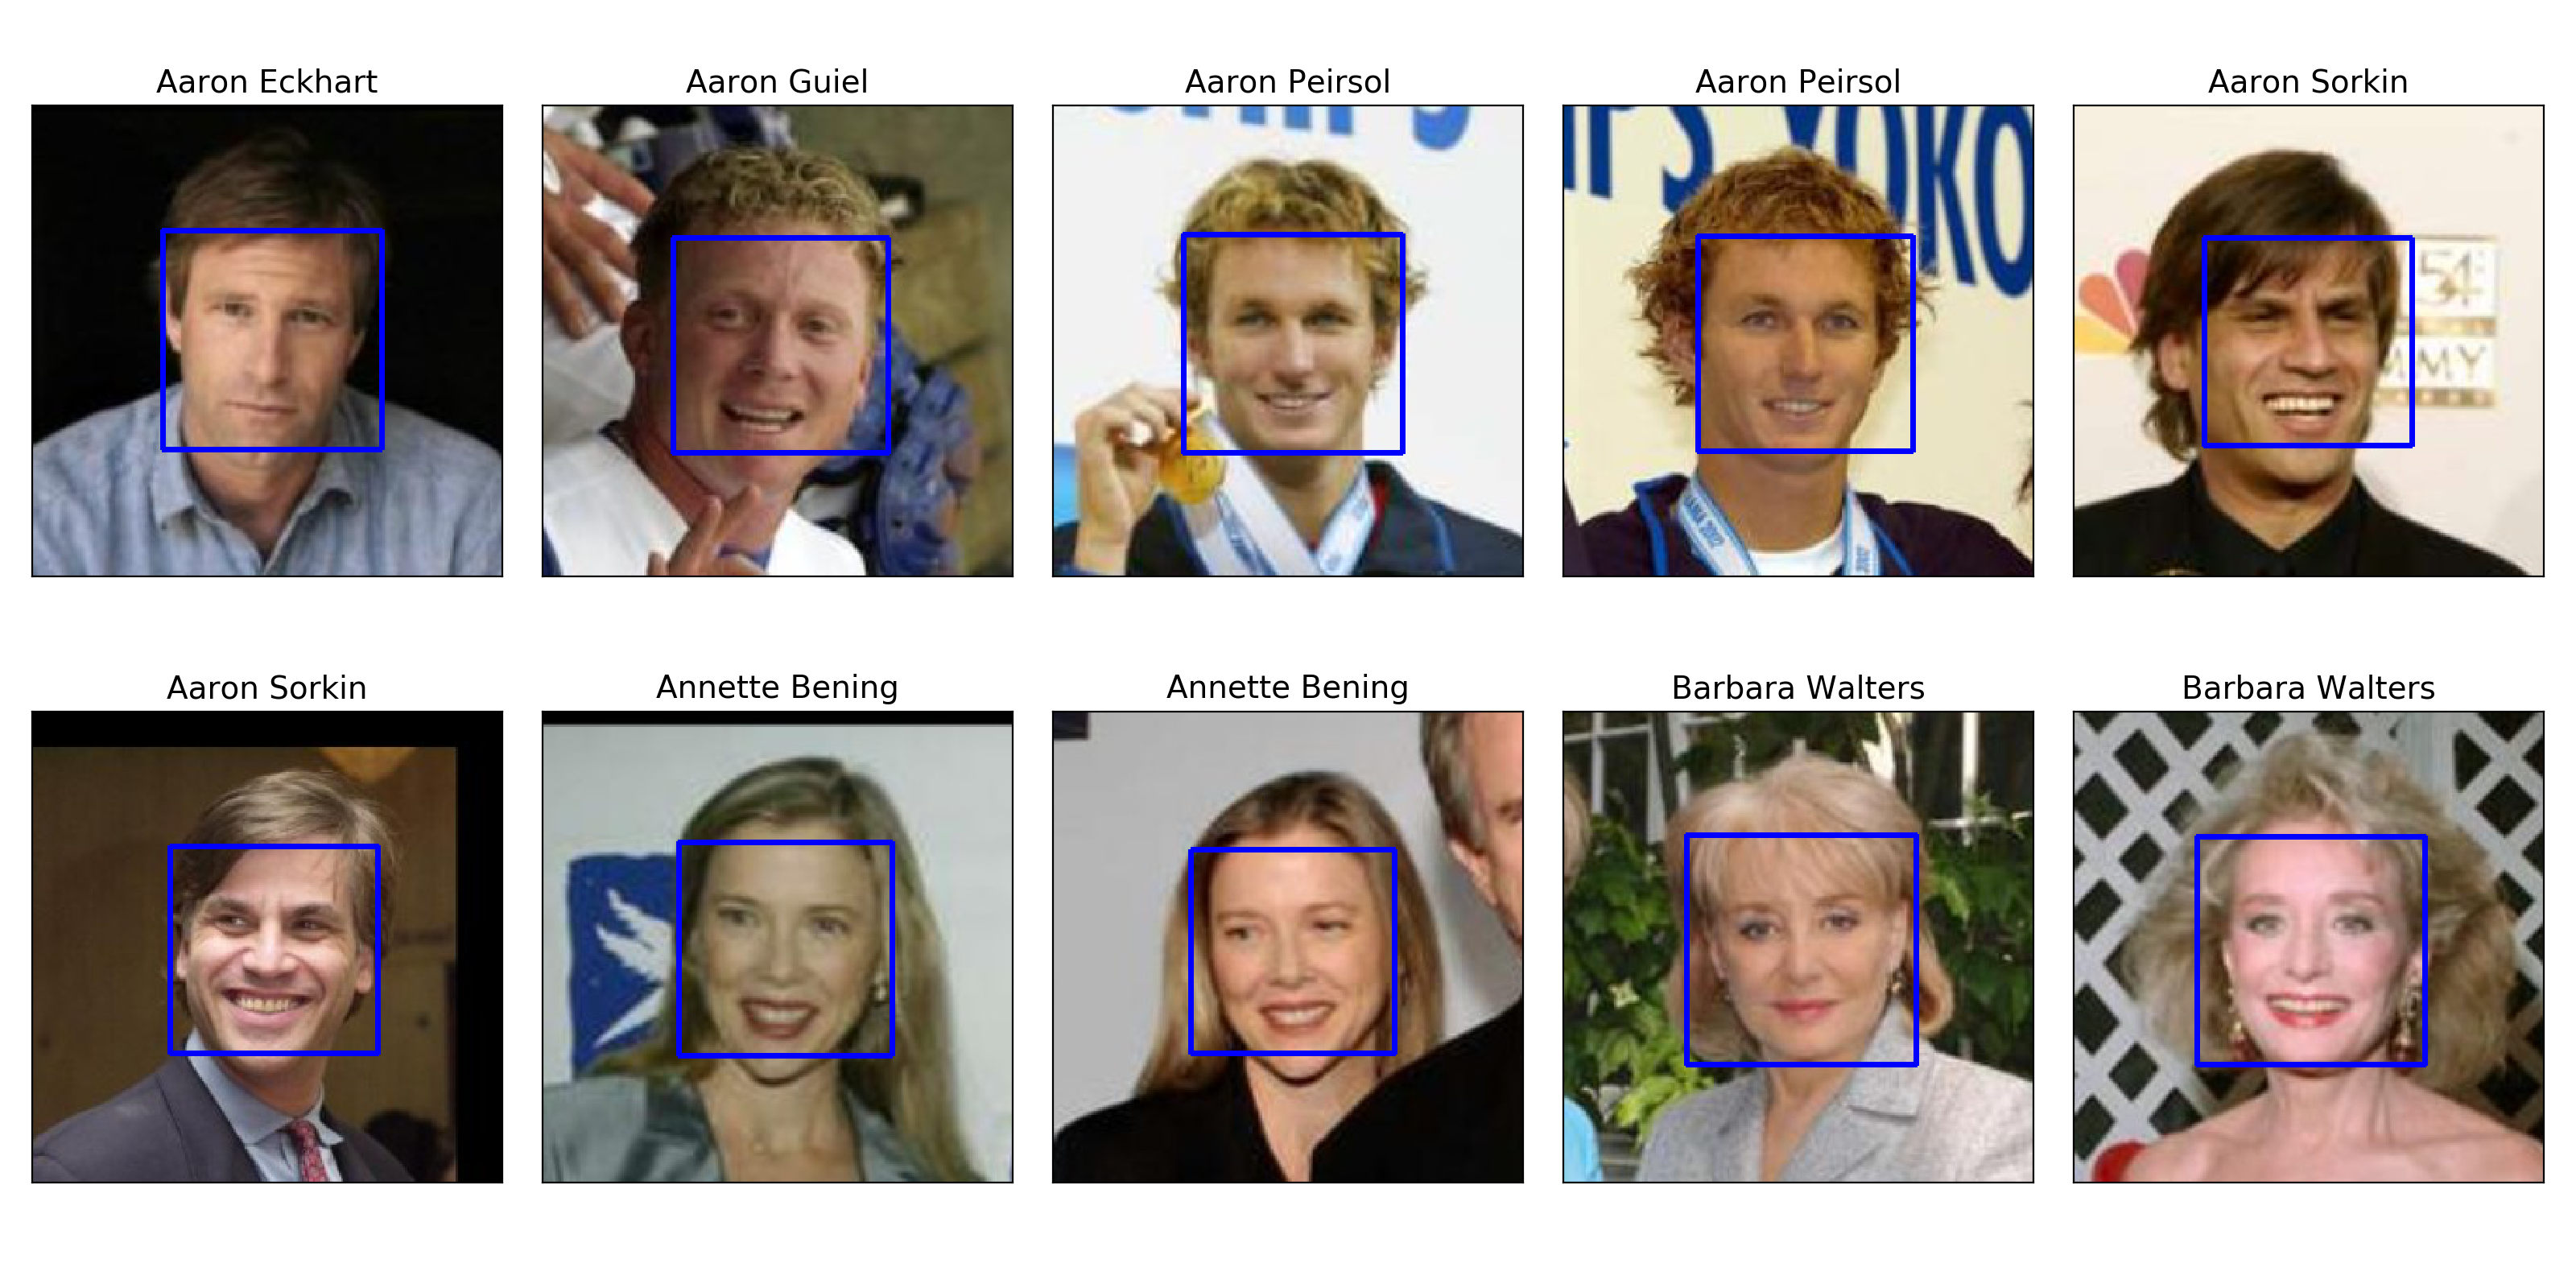 Aaron Eckhart
Aaron Guiel
Aaron Peirsol
Aaron Peirsol
Aaron Sorkin
YOKO
54
MMY
2002
Aaron Sorkin
Annette Bening
Annette Bening
Barbara Walters
Barbara Walters